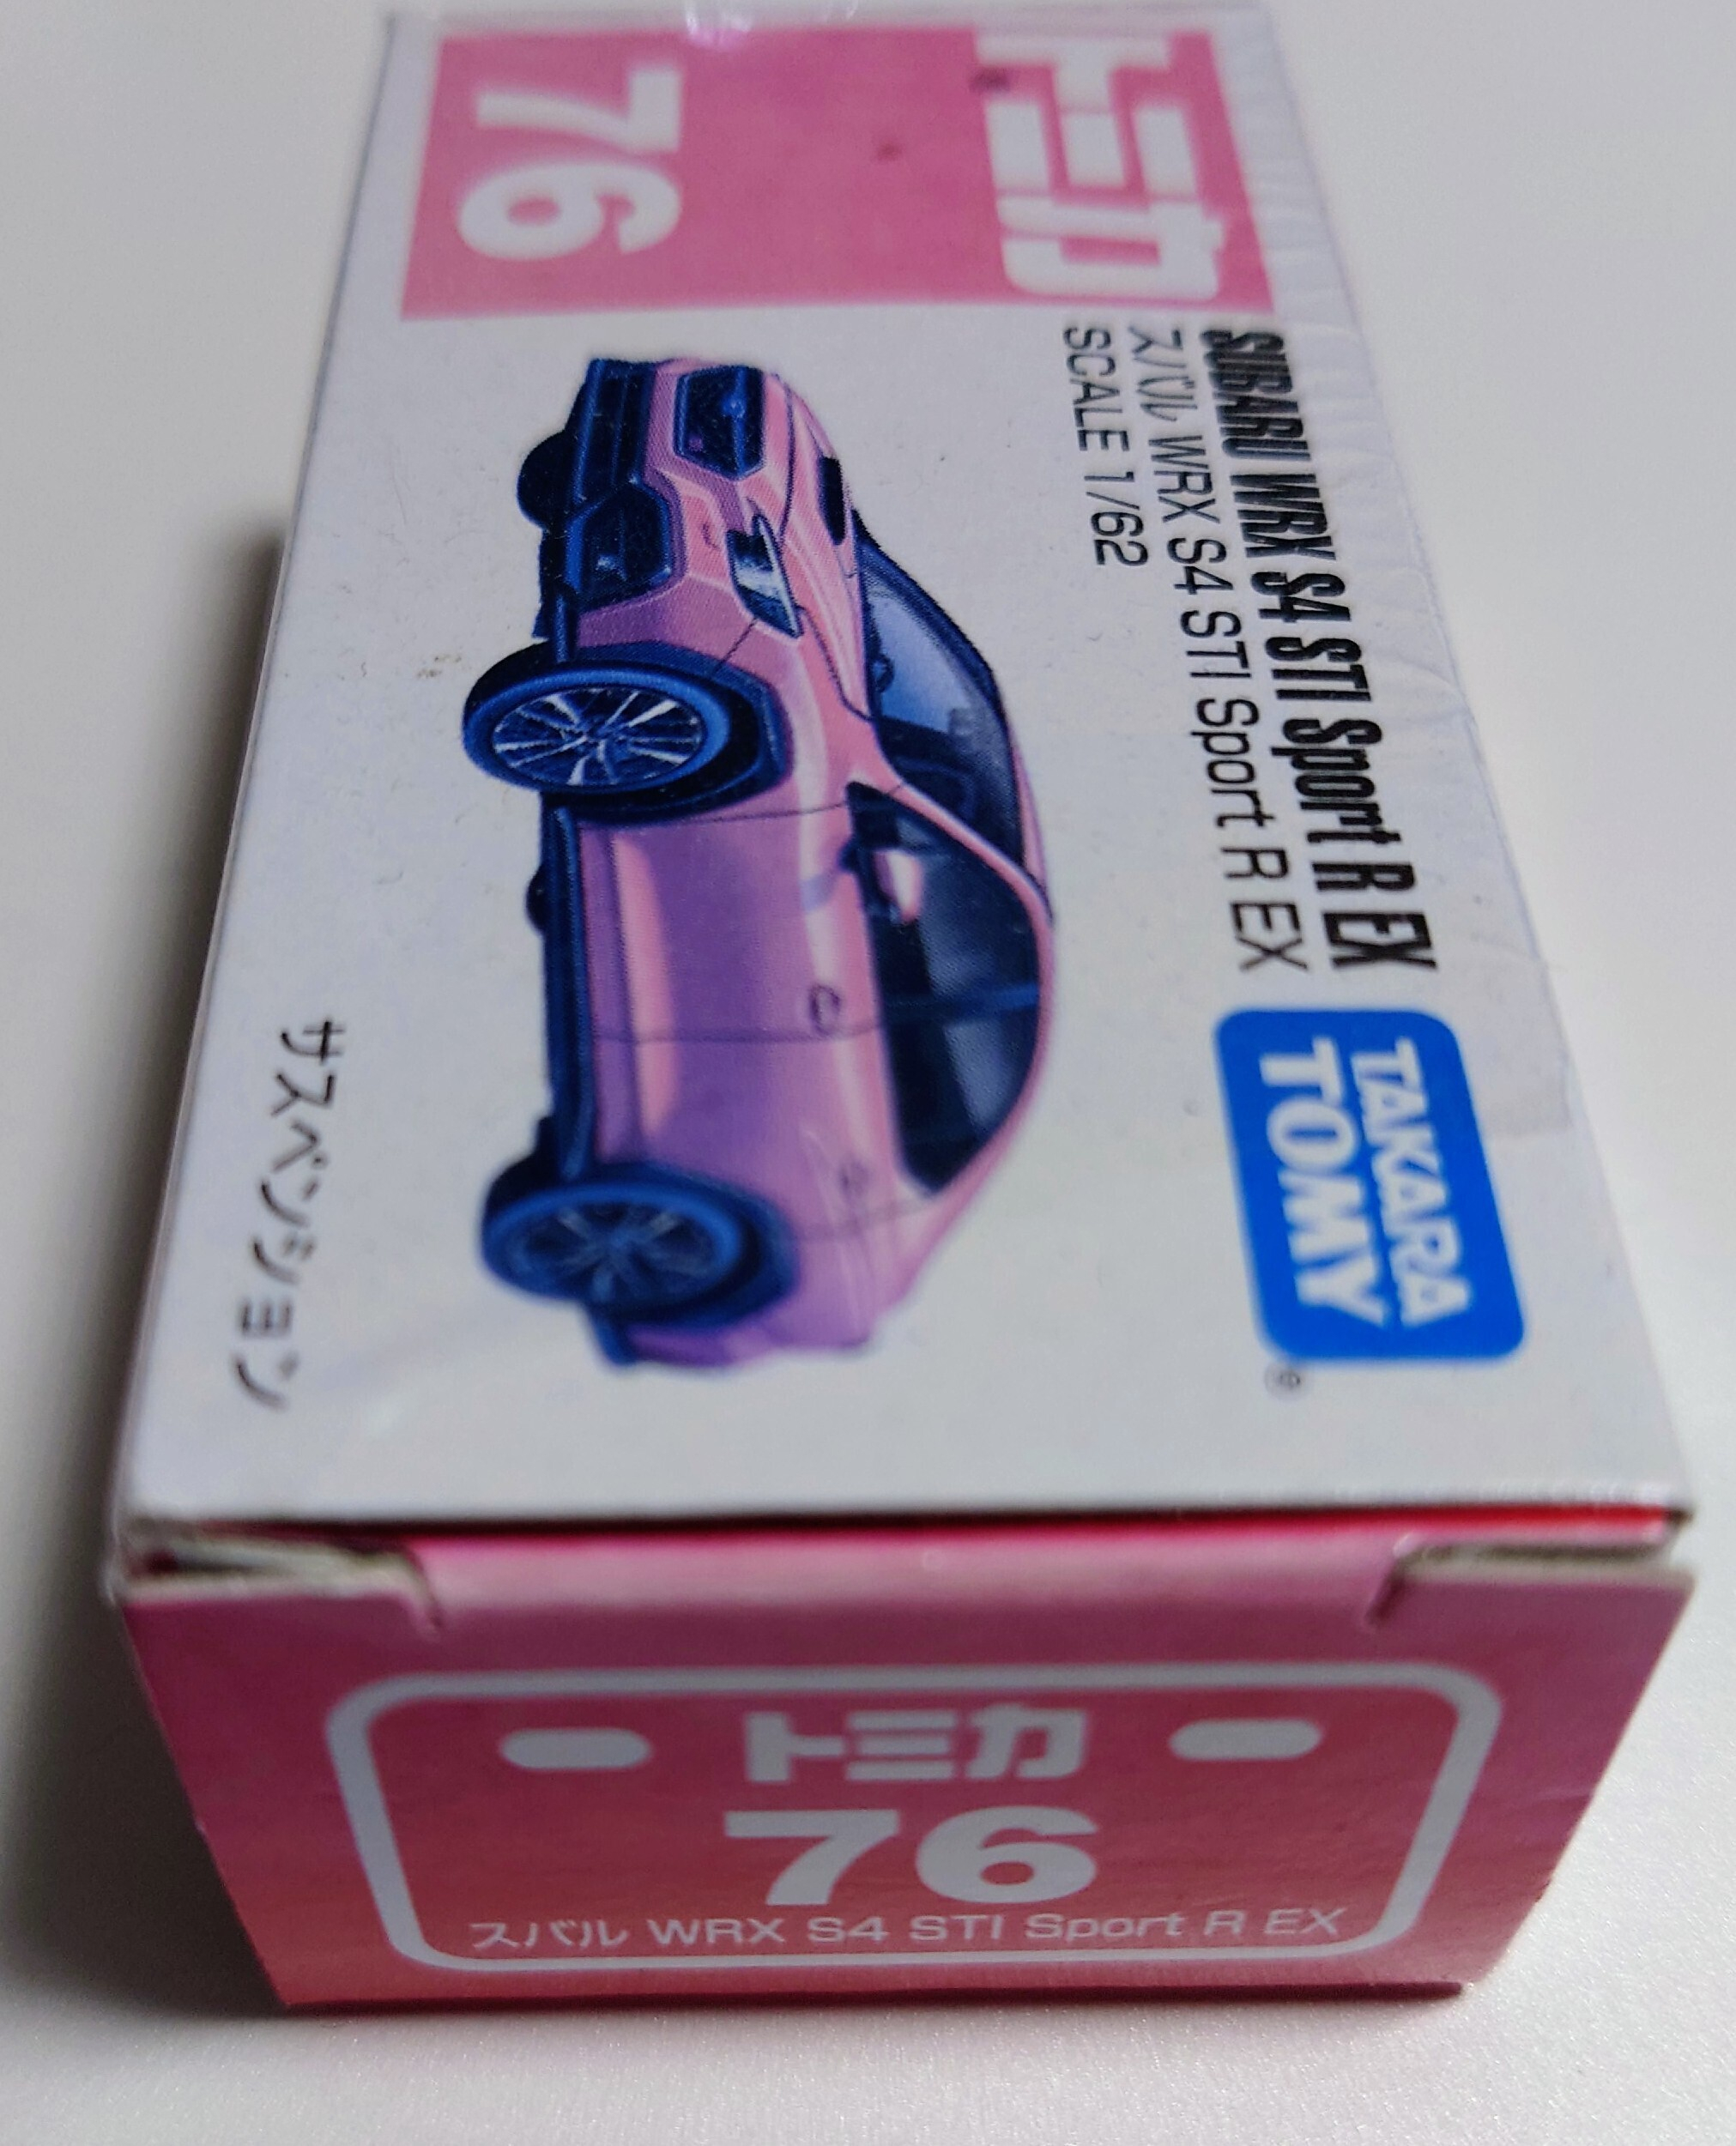 トミカ
76
SUBARU WRX S4 STI Sport R EX
スバル WRX S4 STI Sport R EX
SCALE 1/62
TAKARA
TOMY
®
サスペンション
トミカ
76
スバル WRX S4 STI Sport R EX